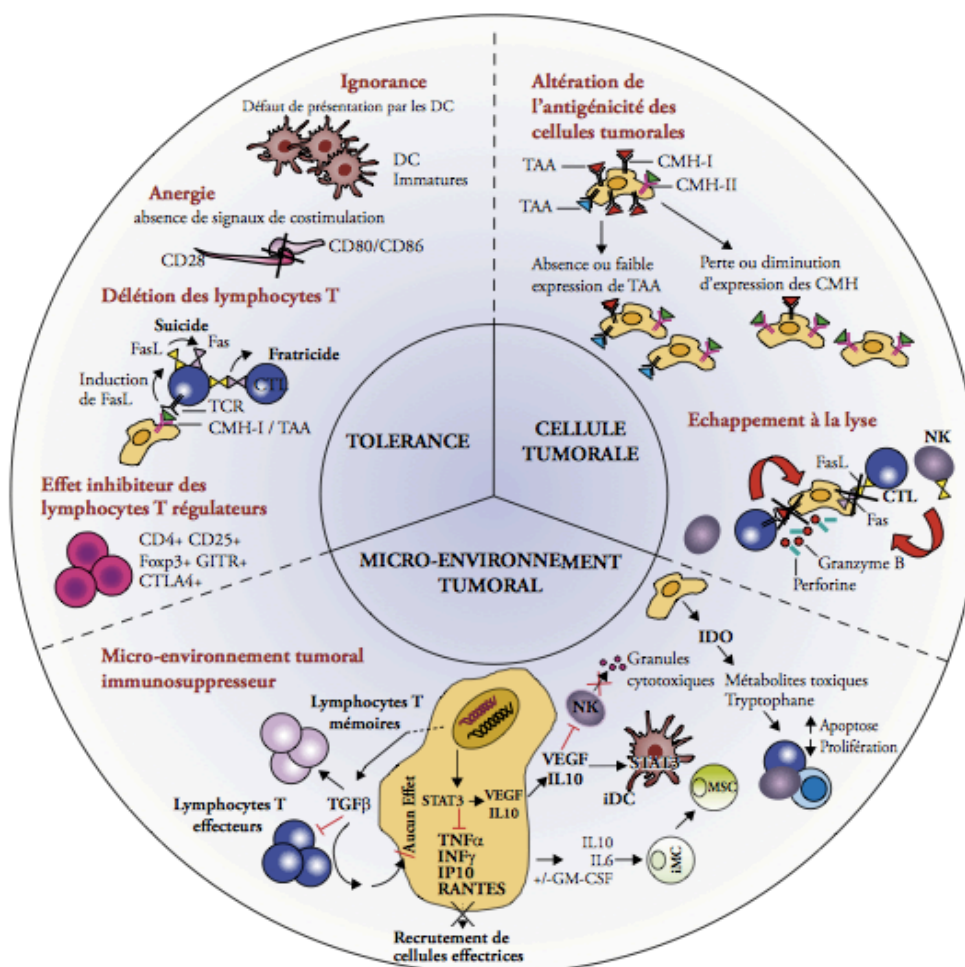 Ignorance
Défaut de présentation par les DC
DC
Immatures
Anergie
absence de signaux de costimulation
CD28
CD80/CD86
Délétion des lymphocytes T
Suicide
FasL
Fas
Fratricide
Induction
de FasL
CTL
TCR
CMH-I / TAA
Effet inhibiteur des
lymphocytes T régulateurs
CD4+ CD25+
Foxp3+ GITR+
CTLA4+
Altération de
l'antigénicité des
cellules tumorales
TAA
CMH-I
CMH-II
TAA
Absence ou faible
expression de TAA
Perte ou diminution
d'expression des CMH
Echappement à la lyse
NK
FasL
CTL
Fas
Granzyme B
Perforine
TOLERANCE
CELLULE
TUMORALE
MICRO-ENVIRONNEMENT
TUMORAL
Micro-environnement tumoral
immunosuppresseur
Lymphocytes T
mémoires
Lymphocytes T
effecteurs
TGFβ
Aucun Effet
STAT3
VEGF
IL10
TNFα
INFγ
IP10
RANTES
Recrutement de
cellules effectrices
NK
Granules
cytotoxiques
VEGF
IL10
STAT3
iDC
IL10
IL6
+/-GM-CSF
iMC
MSC
IDO
Métabolites toxiques
Tryptophane
Apoptose
Prolifération